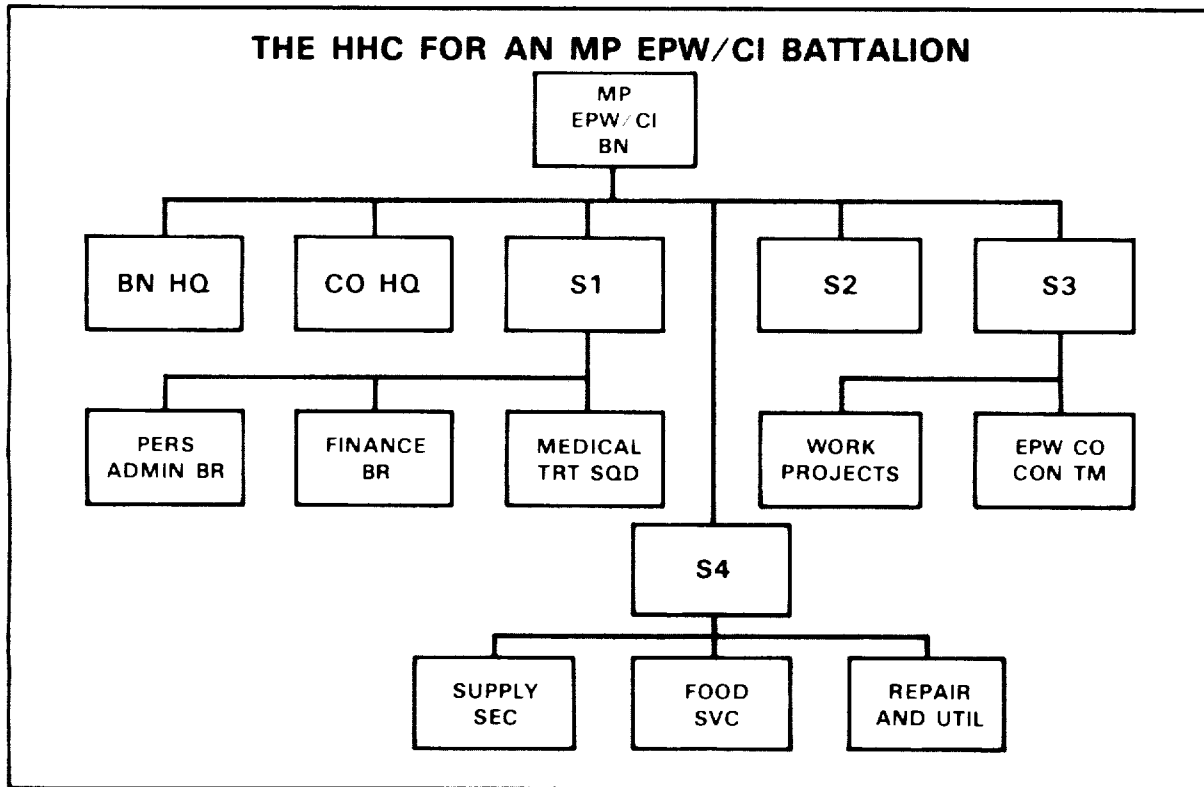 THE HHC FOR AN MP EPW/CI BATTALION
MP
EPW/CI
BN
BN HQ
CO HQ
S1
S2
S3
PERS
ADMIN BR
FINANCE
BR
MEDICAL
TRT SQD
WORK
PROJECTS
EPW CO
CON TM
S4
SUPPLY
SEC
FOOD
SVC
REPAIR
AND UTIL